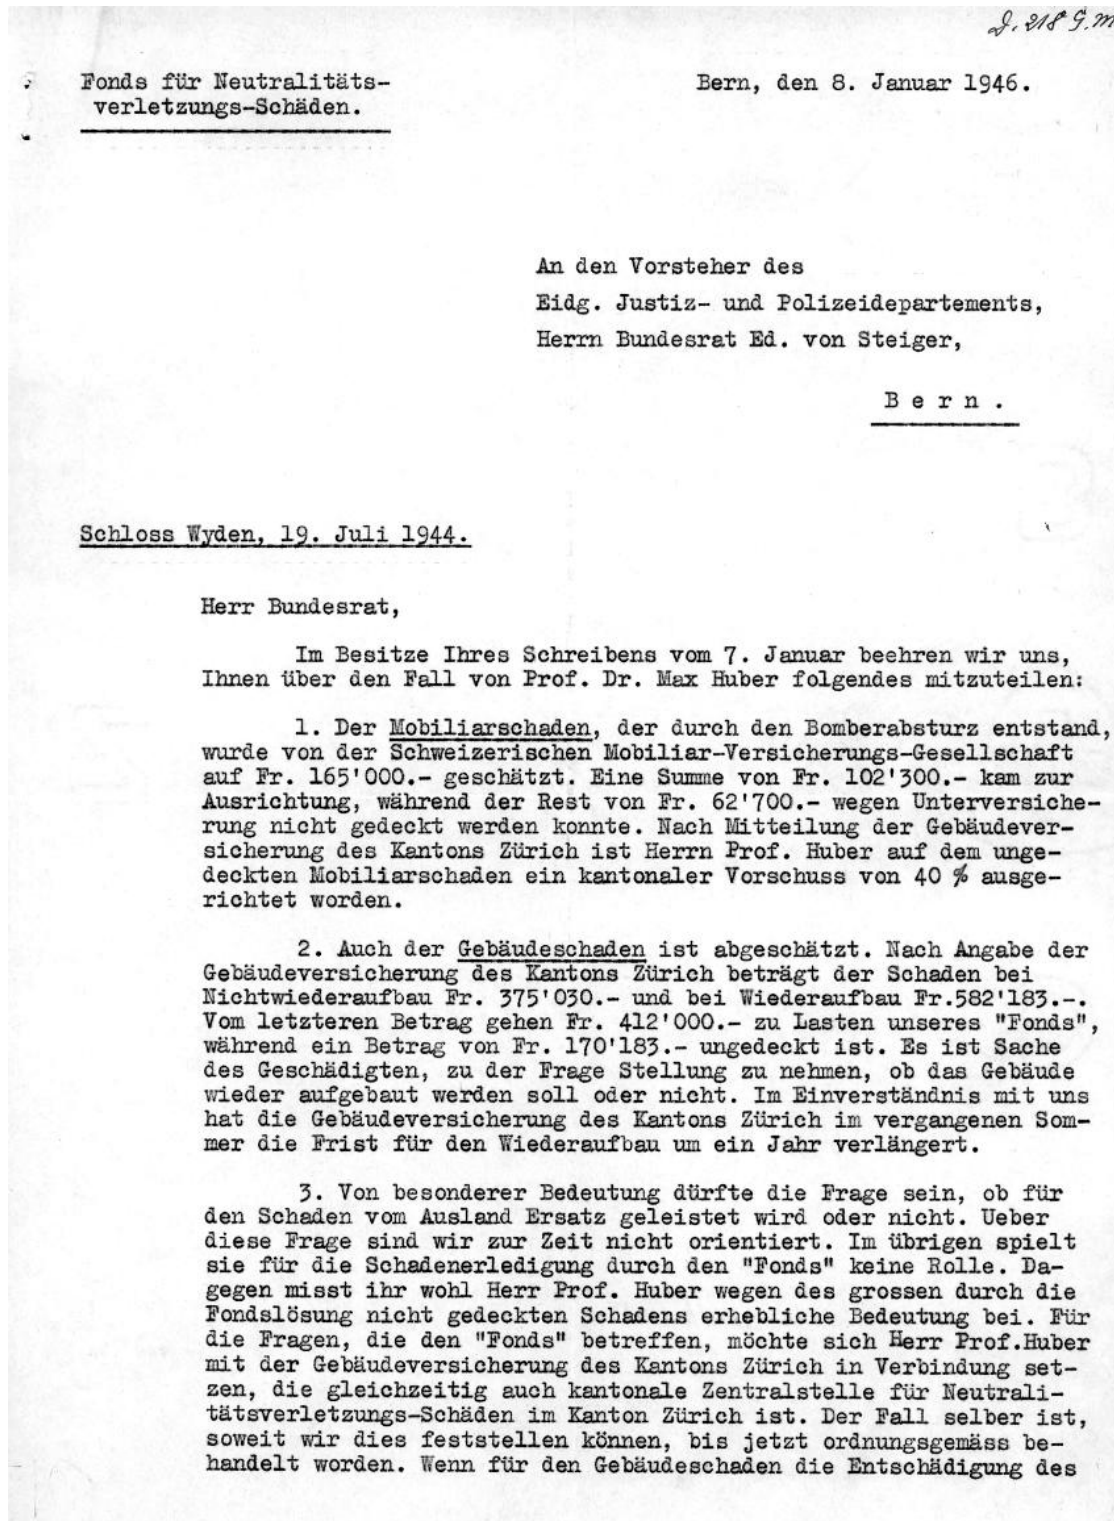 J. 218 G.M
Fonds für Neutralitäts-
verletzungs-Schäden.
Bern, den 8. Januar 1946.
An den Vorsteher des
Eidg. Justiz- und Polizeidepartements,
Herrn Bundesrat Ed. von Steiger,
B e r n .
Schloss Wyden, 19. Juli 1944.
Herr Bundesrat,
Im Besitze Ihres Schreibens vom 7. Januar beehren wir uns,
Ihnen über den Fall von Prof. Dr. Max Huber folgendes mitzuteilen:
1. Der Mobiliarschaden, der durch den Bomberabsturz entstand,
wurde von der Schweizerischen Mobiliar-Versicherungs-Gesellschaft
auf Fr. 165'000.- geschätzt. Eine Summe von Fr. 102'300.- kam zur
Ausrichtung, während der Rest von Fr. 62'700.- wegen Unterversiche-
rung nicht gedeckt werden konnte. Nach Mitteilung der Gebäudever-
sicherung des Kantons Zürich ist Herrn Prof. Huber auf dem unge-
deckten Mobiliarschaden ein kantonaler Vorschuss von 40 % ausge-
richtet worden.
2. Auch der Gebäudeschaden ist abgeschätzt. Nach Angabe der
Gebäudeversicherung des Kantons Zürich beträgt der Schaden bei
Nichtwiederaufbau Fr. 375'030.- und bei Wiederaufbau Fr.582'183.-.
Vom letzteren Betrag gehen Fr. 412'000.- zu Lasten unseres "Fonds",
während ein Betrag von Fr. 170'183.- ungedeckt ist. Es ist Sache
des Geschädigten, zu der Frage Stellung zu nehmen, ob das Gebäude
wieder aufgebaut werden soll oder nicht. Im Einverständnis mit uns
hat die Gebäudeversicherung des Kantons Zürich im vergangenen Som-
mer die Frist für den Wiederaufbau um ein Jahr verlängert.
3. Von besonderer Bedeutung dürfte die Frage sein, ob für
den Schaden vom Ausland Ersatz geleistet wird oder nicht. Ueber
diese Frage sind wir zur Zeit nicht orientiert. Im übrigen spielt
sie für die Schadenerledigung durch den "Fonds" keine Rolle. Da-
gegen misst ihr wohl Herr Prof. Huber wegen des grossen durch die
Fondslösung nicht gedeckten Schadens erhebliche Bedeutung bei. Für
die Fragen, die den "Fonds" betreffen, möchte sich Herr Prof.Huber
mit der Gebäudeversicherung des Kantons Zürich in Verbindung set-
zen, die gleichzeitig auch kantonale Zentralstelle für Neutrali-
tätsverletzungs-Schäden im Kanton Zürich ist. Der Fall selber ist,
soweit wir dies feststellen können, bis jetzt ordnungsgemäss be-
handelt worden. Wenn für den Gebäudeschaden die Entschädigung des